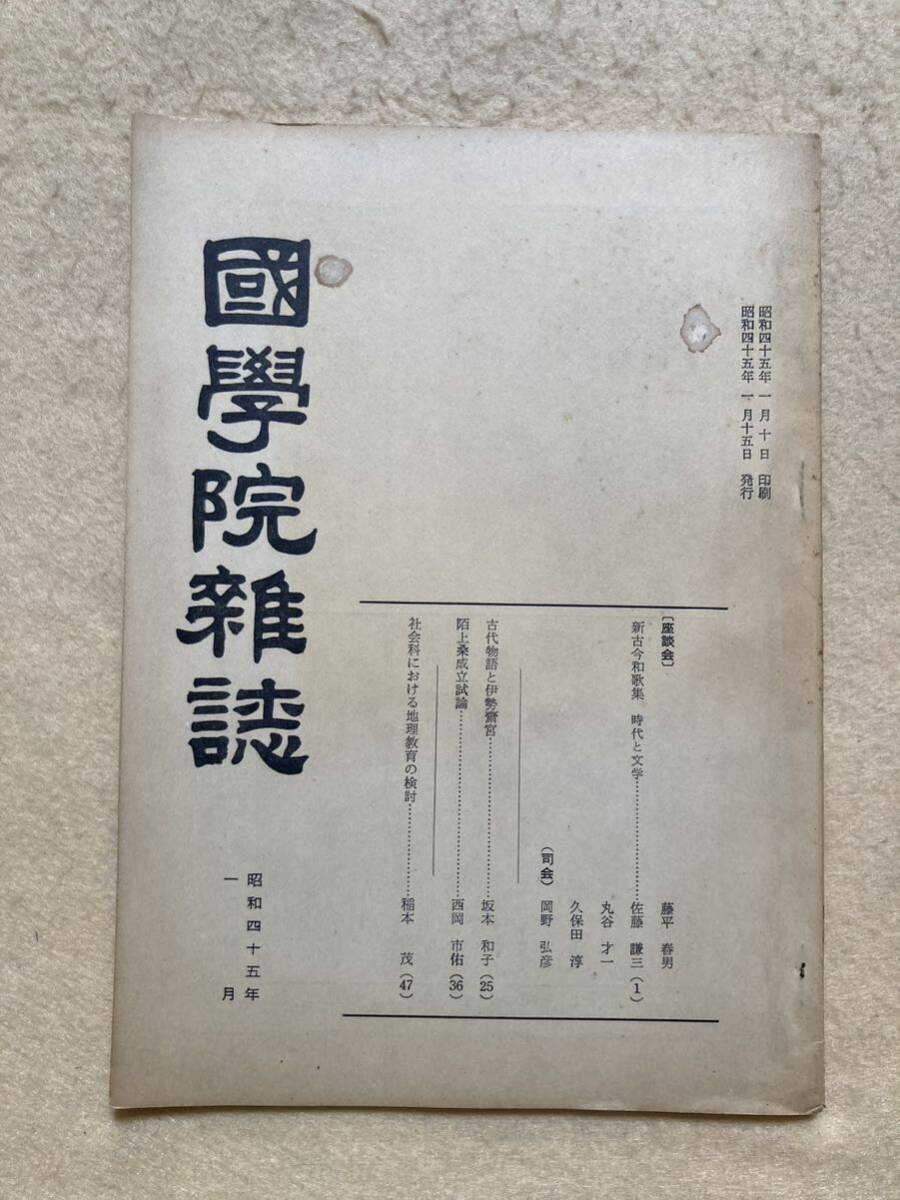 昭和四十五年 一月 十日 印刷
昭和四十五年 一月十五日 発行
〔座談会〕
新古今和歌集 時代と文学
藤平 春男
佐藤 謙三 (1)
丸谷 才一
久保田 淳
(司会) 岡野 弘彦
古代物語と伊勢齋宮 坂本 和子 (25)
陌上桑成立試論 西岡 市佑 (36)
社会科における地理教育の検討 稲本 茂 (47)
國學院雜誌
昭和四十五年
一月